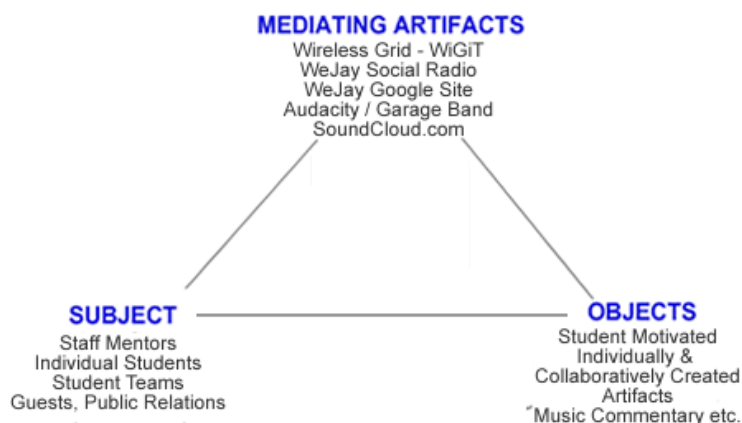 MEDIATING ARTIFACTS
Wireless Grid - WiGiT
WeJay Social Radio
WeJay Google Site
Audacity / Garage Band
SoundCloud.com
SUBJECT
Staff Mentors
Individual Students
Student Teams
Guests, Public Relations
OBJECTS
Student Motivated
Individually &
Collaboratively Created
Artifacts
˝Music Commentary etc.